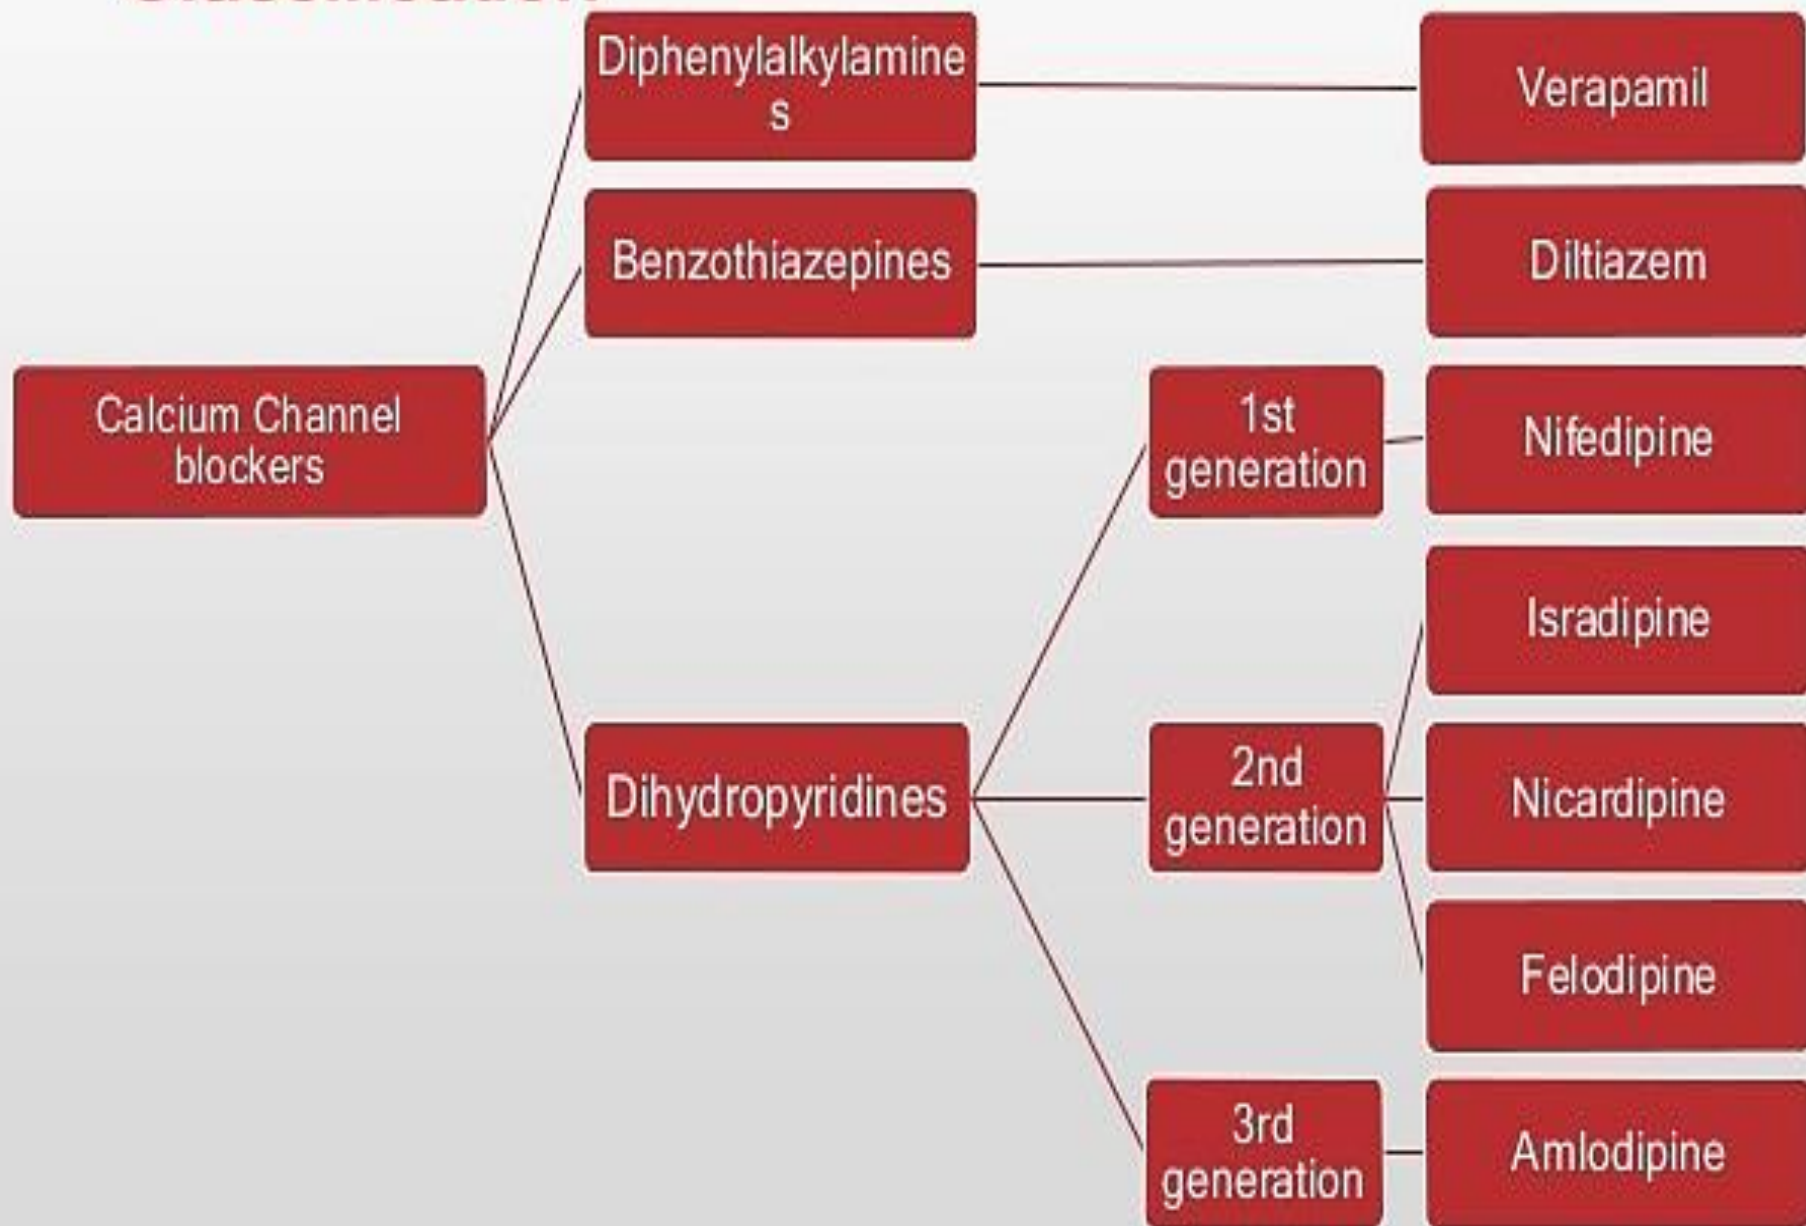 Diphenylalkylamine
s
Verapamil
Benzothiazepines
Diltiazem
Calcium Channel
blockers
1st
generation
Nifedipine
Isradipine
Dihydropyridines
2nd
generation
Nicardipine
Felodipine
3rd
generation
Amlodipine